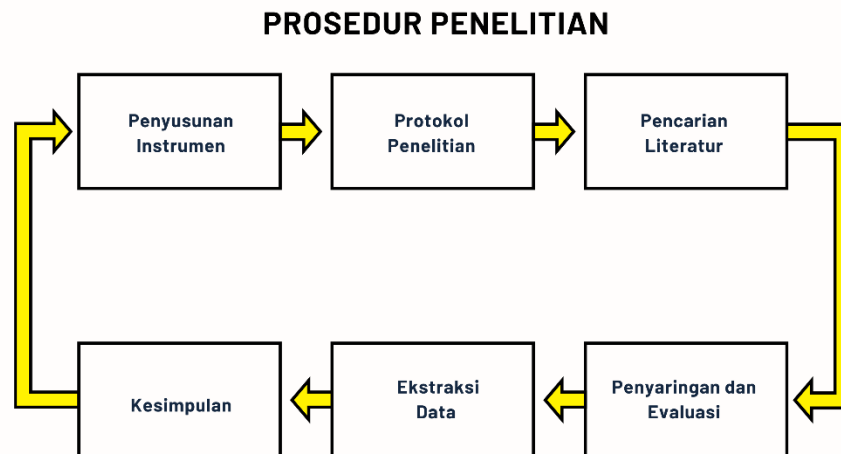 PROSEDUR PENELITIAN
Penyusunan
Instrumen
Protokol
Penelitian
Pencarian
Literatur
Kesimpulan
Ekstraksi
Data
Penyaringan dan
Evaluasi